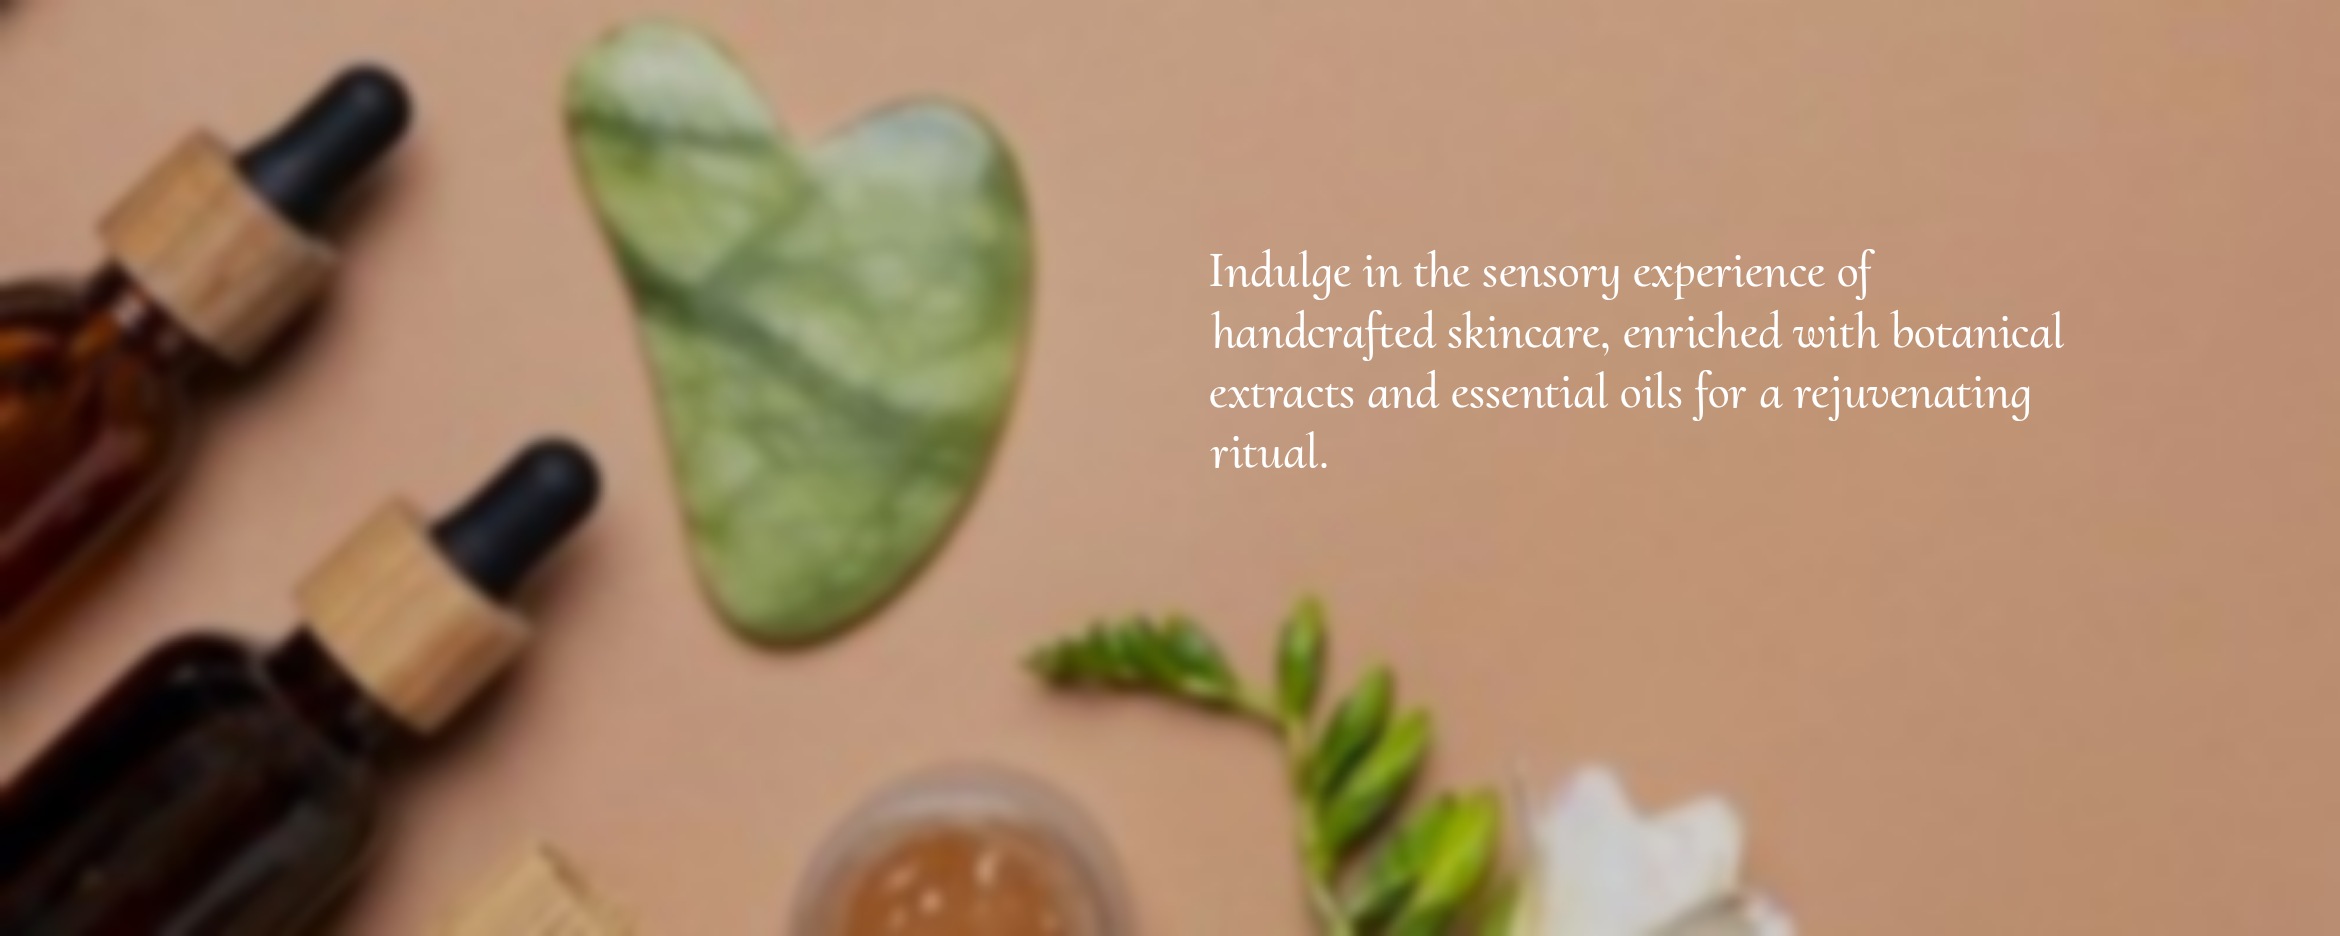 Indulge in the sensory experience of
handcrafted skincare, enriched with botanical
extracts and essential oils for a rejuvenating
ritual.